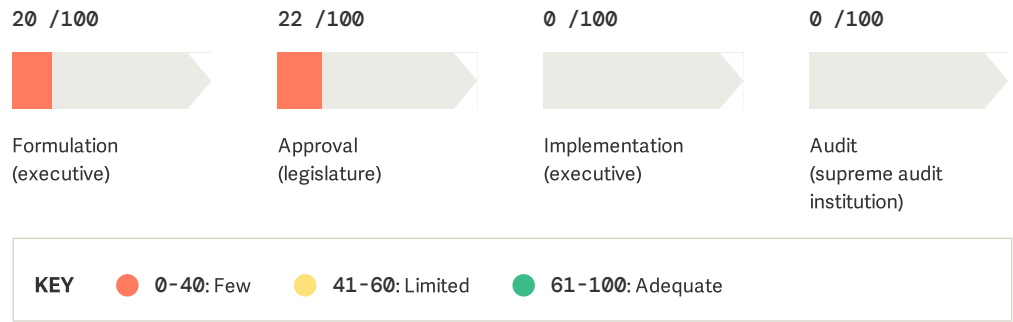 20 /100
22 /100
0 /100
0 /100
Formulation
(executive)
Approval
(legislature)
Implementation
(executive)
Audit
(supreme audit
institution)
KEY
0-40: Few
41-60: Limited
61-100: Adequate